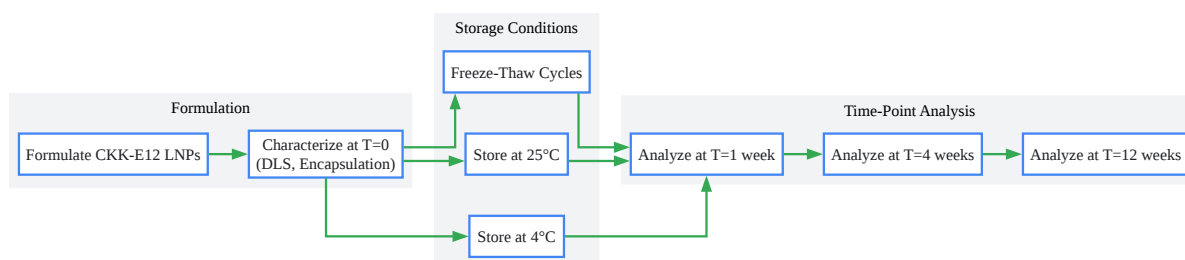 Formulation
Formulate CKK-E12 LNPs
Characterize at T=0
(DLS, Encapsulation)
Storage Conditions
Freeze-Thaw Cycles
Store at 25°C
Store at 4°C
Time-Point Analysis
Analyze at T=1 week
Analyze at T=4 weeks
Analyze at T=12 weeks